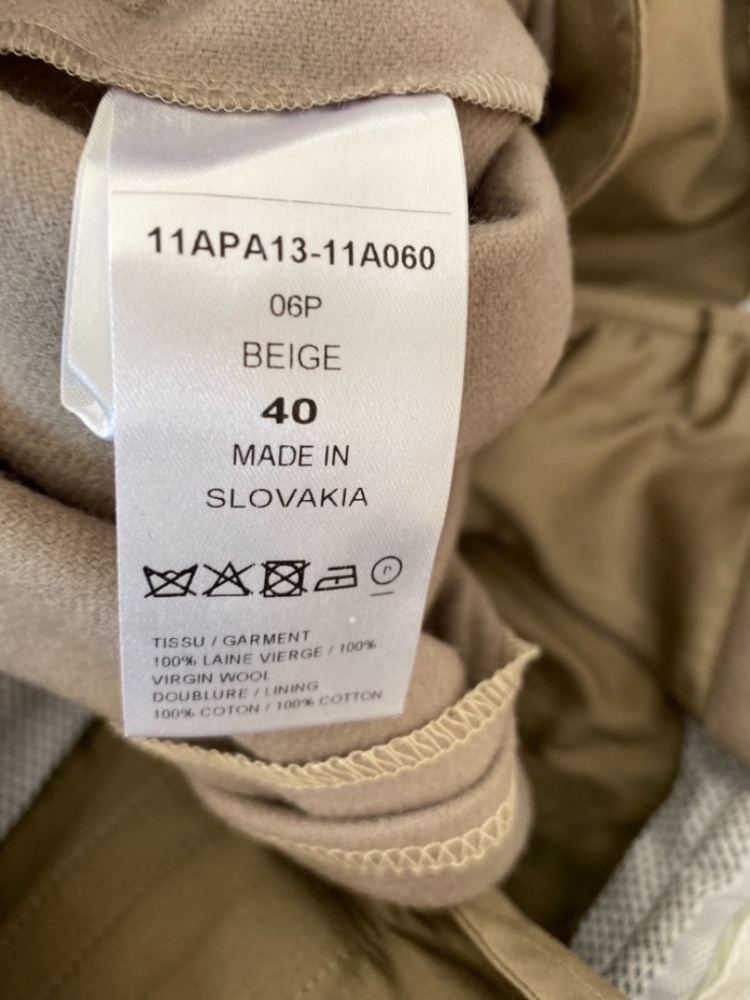 11APA13-11A060
06P
BEIGE
40
MADE IN
SLOVAKIA
TISSU / GARMENT
100% LAINE VIERGE / 100%
VIRGIN WOOL
DOUBLURE / LINING
100% COTON / 100% COTTON